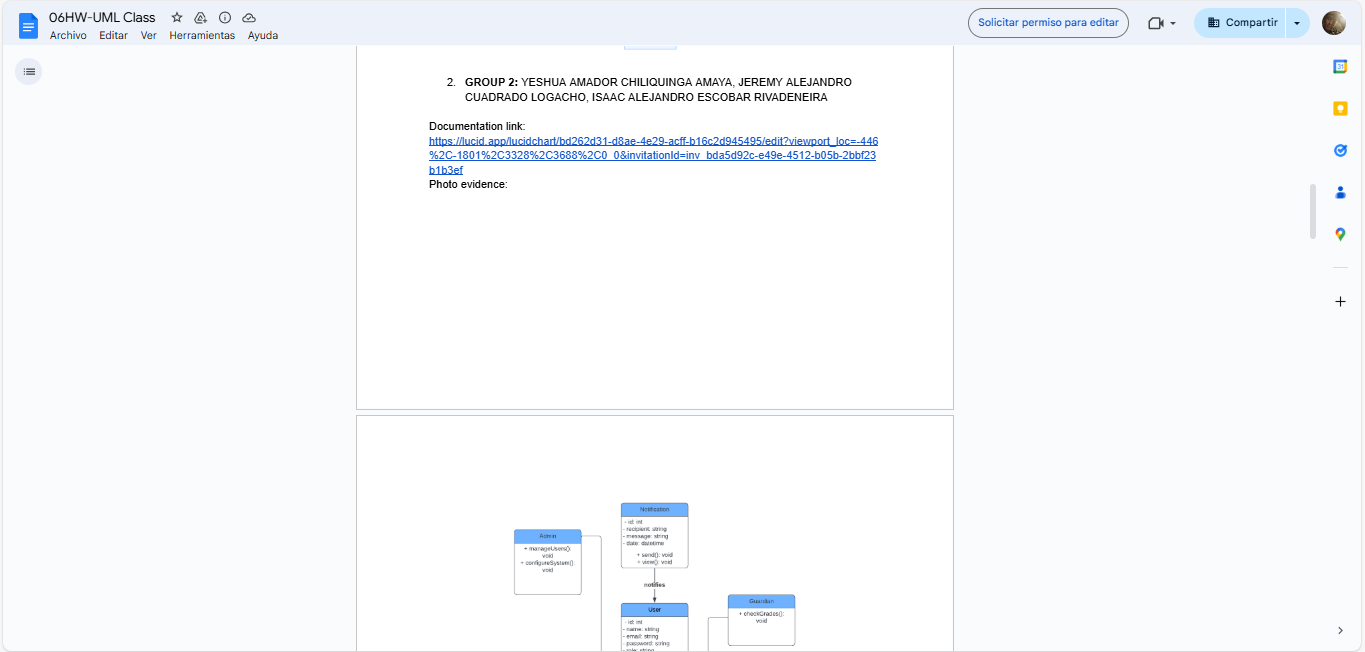 06HW-UML Class
Archivo Editar Ver Herramientas Ayuda
Solicitar permiso para editar
Compartir
2. GROUP 2: YESHUA AMADOR CHILIQUINGA AMAYA, JEREMY ALEJANDRO
CUADRADO LOGACHO, ISAAC ALEJANDRO ESCOBAR RIVADENEIRA
Documentation link:
https://lucid.app/lucidchart/bd262d31-d8ae-4e29-acff-b16c2d945495/edit?viewport_loc=-446
%2C-1801%2C3328%2C3688%2C0_0&invitationId=inv_bda5d92c-e49e-4512-b05b-2bbf23
b1b3ef
Photo evidence:
Notification
- id: int
- recipient: string
- message: string
- date: datetime
+ send(): void
+ view(): void
Admin
+ manageUsers():
void
+ configureSystem():
void
notifies
User
- id: int
- name: string
- email: string
- password: string
- role: string
Guardian
+ checkGrades():
void
31